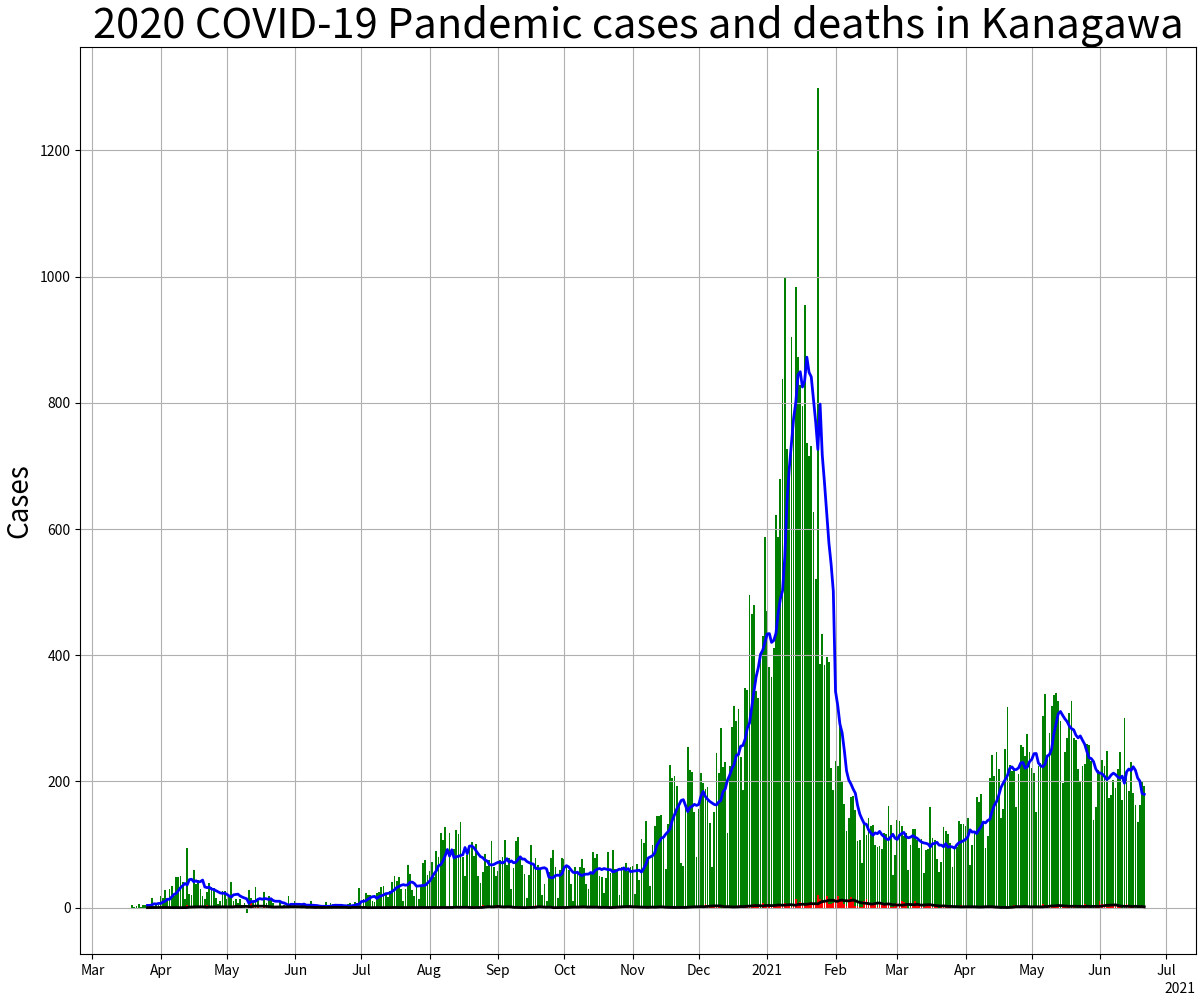 2020 COVID-19 Pandemic cases and deaths in Kanagawa
Cases
1200
1000
800
600
400
200
0
Mar Apr May Jun Jul Aug Sep Oct Nov Dec 2021 Feb Mar Apr May Jun Jul
2021